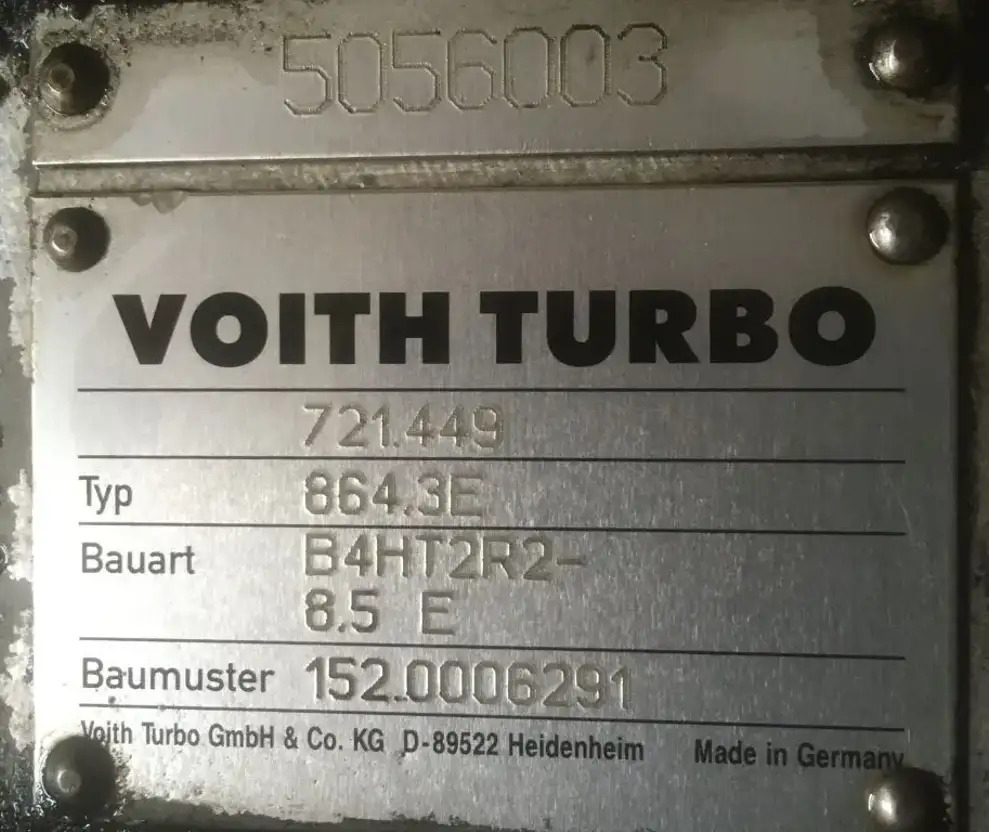 5056003
VOITH TURBO
721.449
Typ 864.3E
Bauart B4HT2R2-
8.5 E
Baumuster 152.0006291
Voith Turbo GmbH & Co. KG D-89522 Heidenheim Made in Germany